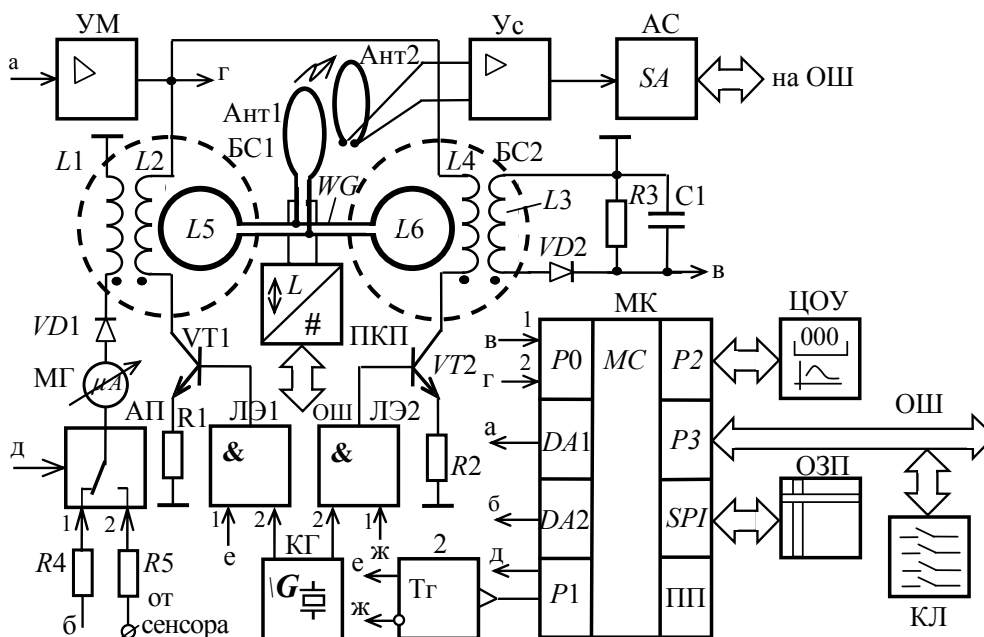 УМ
Ус
АС
а
г
Ант2
SA
на ОШ
Ант1
БС1
L1
L2
L4
БС2
WG
L3
R3
С1
L5
L6
VD2
в
L
#
VD1
VT1
ПКП
VT2
МК
ЦОУ
1
в
2
г
P0
MC
P2
000
МГ
μA
АП
R1
ЛЭ1
ОШ
ЛЭ2
ОШ
&
&
R2
а
DA1
P3
д
ОЗП
1
2
1
2
2
1
б
DA2
SPI
е
КГ
ж
2
R4
R5
G
е
Тг
д
P1
ПП
от
ж
б
сенсора
КЛ